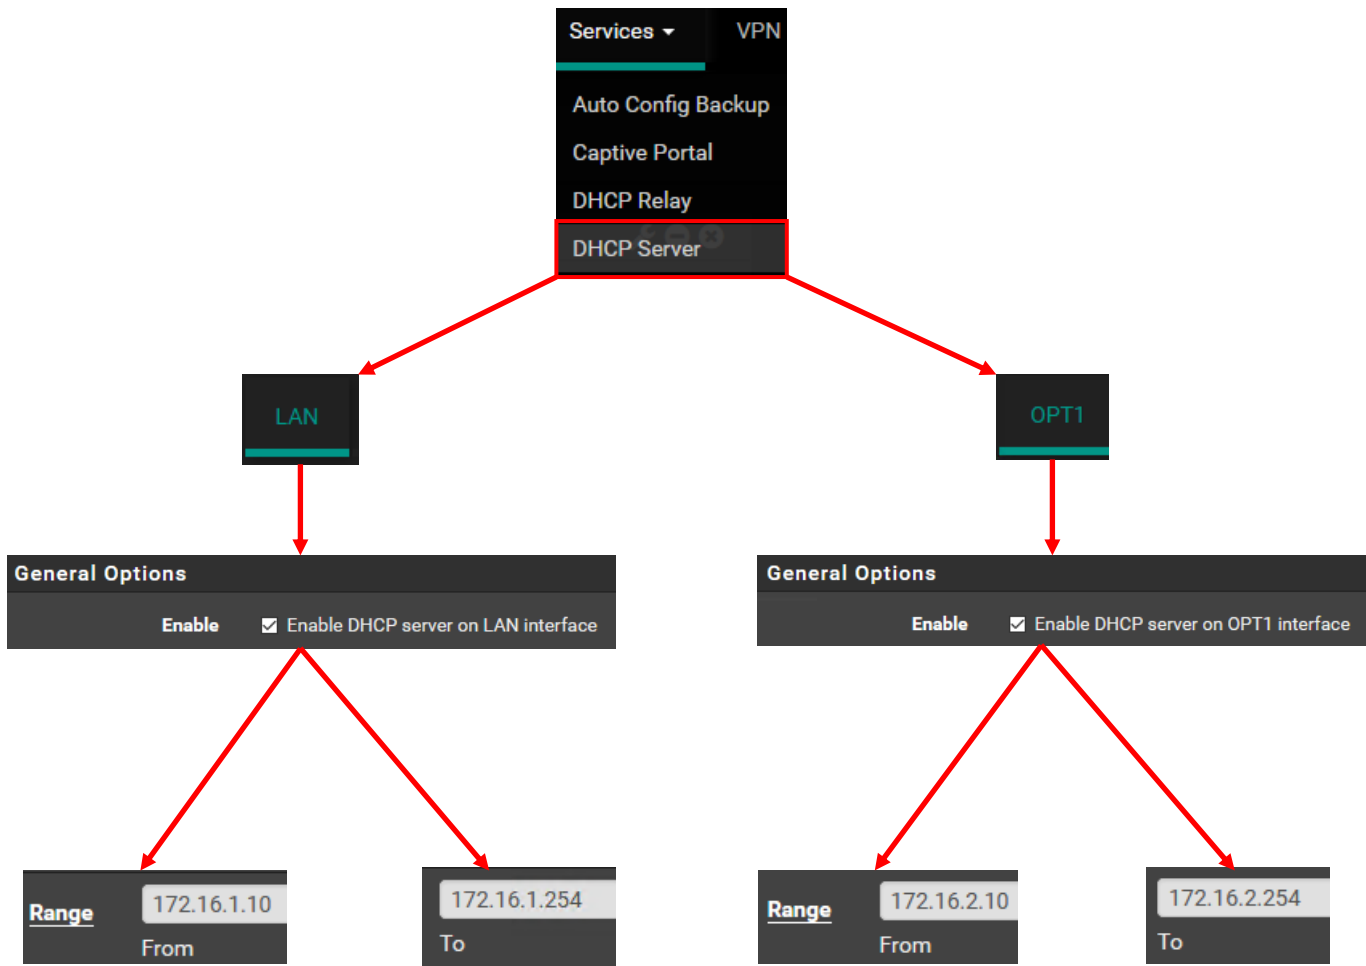 Services VPN
Auto Config Backup
Captive Portal
DHCP Relay
DHCP Server
LAN
OPT1
General Options
Enable Enable DHCP server on LAN interface
General Options
Enable Enable DHCP server on OPT1 interface
Range 172.16.1.10
From
172.16.1.254
To
Range 172.16.2.10
From
172.16.2.254
To